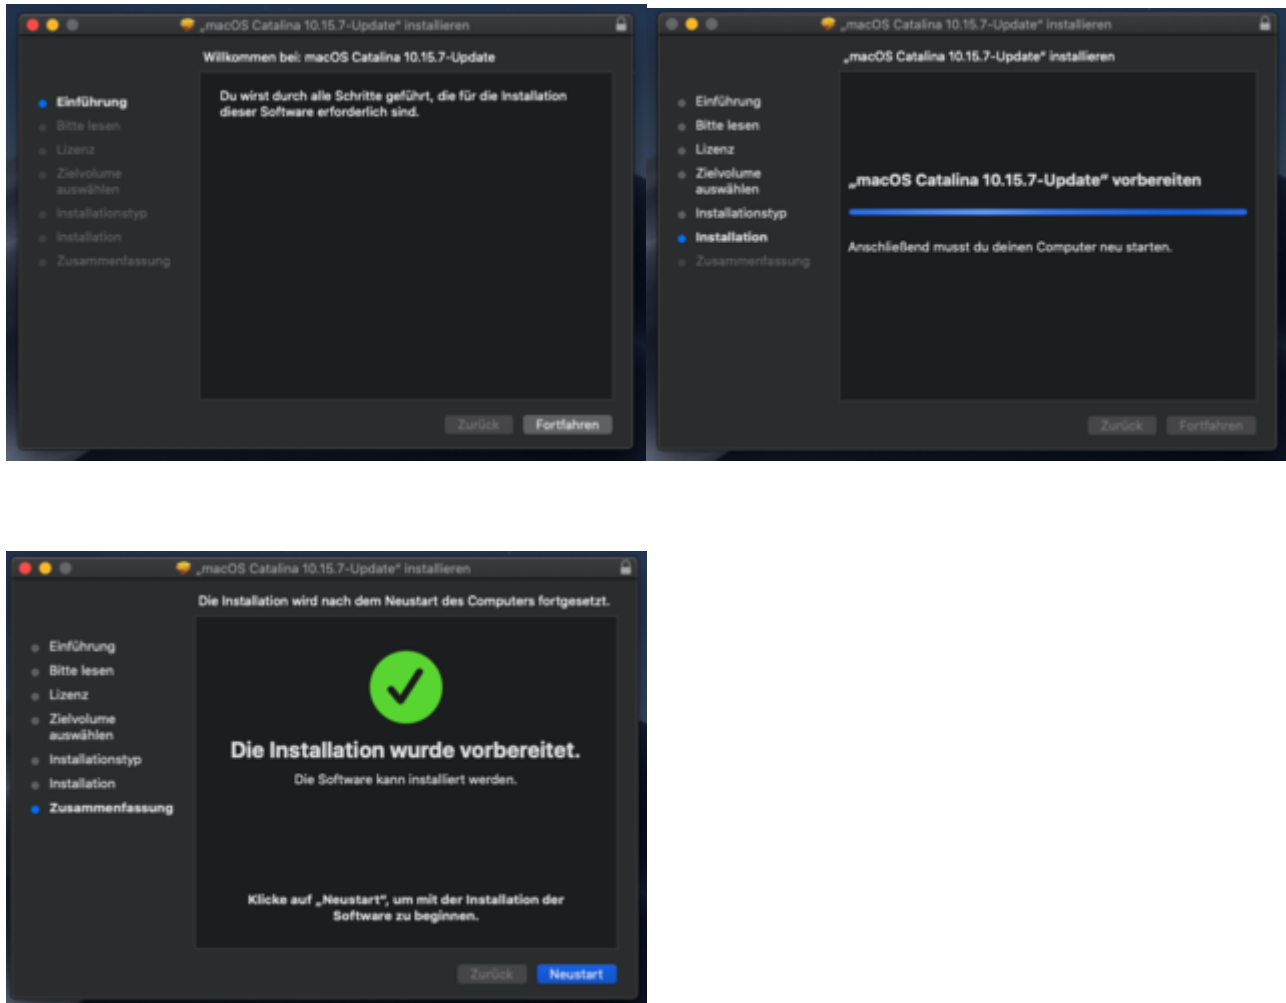 „macOS Catalina 10.15.7-Update“ installieren
Willkommen bei: macOS Catalina 10.15.7-Update
Einführung
Bitte lesen
Lizenz
Zielvolume
auswählen
Installationstyp
Installation
Zusammenfassung
Du wirst durch alle Schritte geführt, die für die Installation
dieser Software erforderlich sind.
Zurück
Fortfahren
„macOS Catalina 10.15.7-Update“ installieren
„macOS Catalina 10.15.7-Update“ installieren
Einführung
Bitte lesen
Lizenz
Zielvolume
auswählen
Installationstyp
Installation
Zusammenfassung
„macOS Catalina 10.15.7-Update“ vorbereiten
Anschließend musst du deinen Computer neu starten.
Zurück
Fortfahren
„macOS Catalina 10.15.7-Update“ installieren
Die Installation wird nach dem Neustart des Computers fortgesetzt.
Einführung
Bitte lesen
Lizenz
Zielvolume
auswählen
Installationstyp
Installation
Zusammenfassung
Die Installation wurde vorbereitet.
Die Software kann installiert werden.
Klicke auf „Neustart“, um mit der Installation der
Software zu beginnen.
Zurück
Neustart